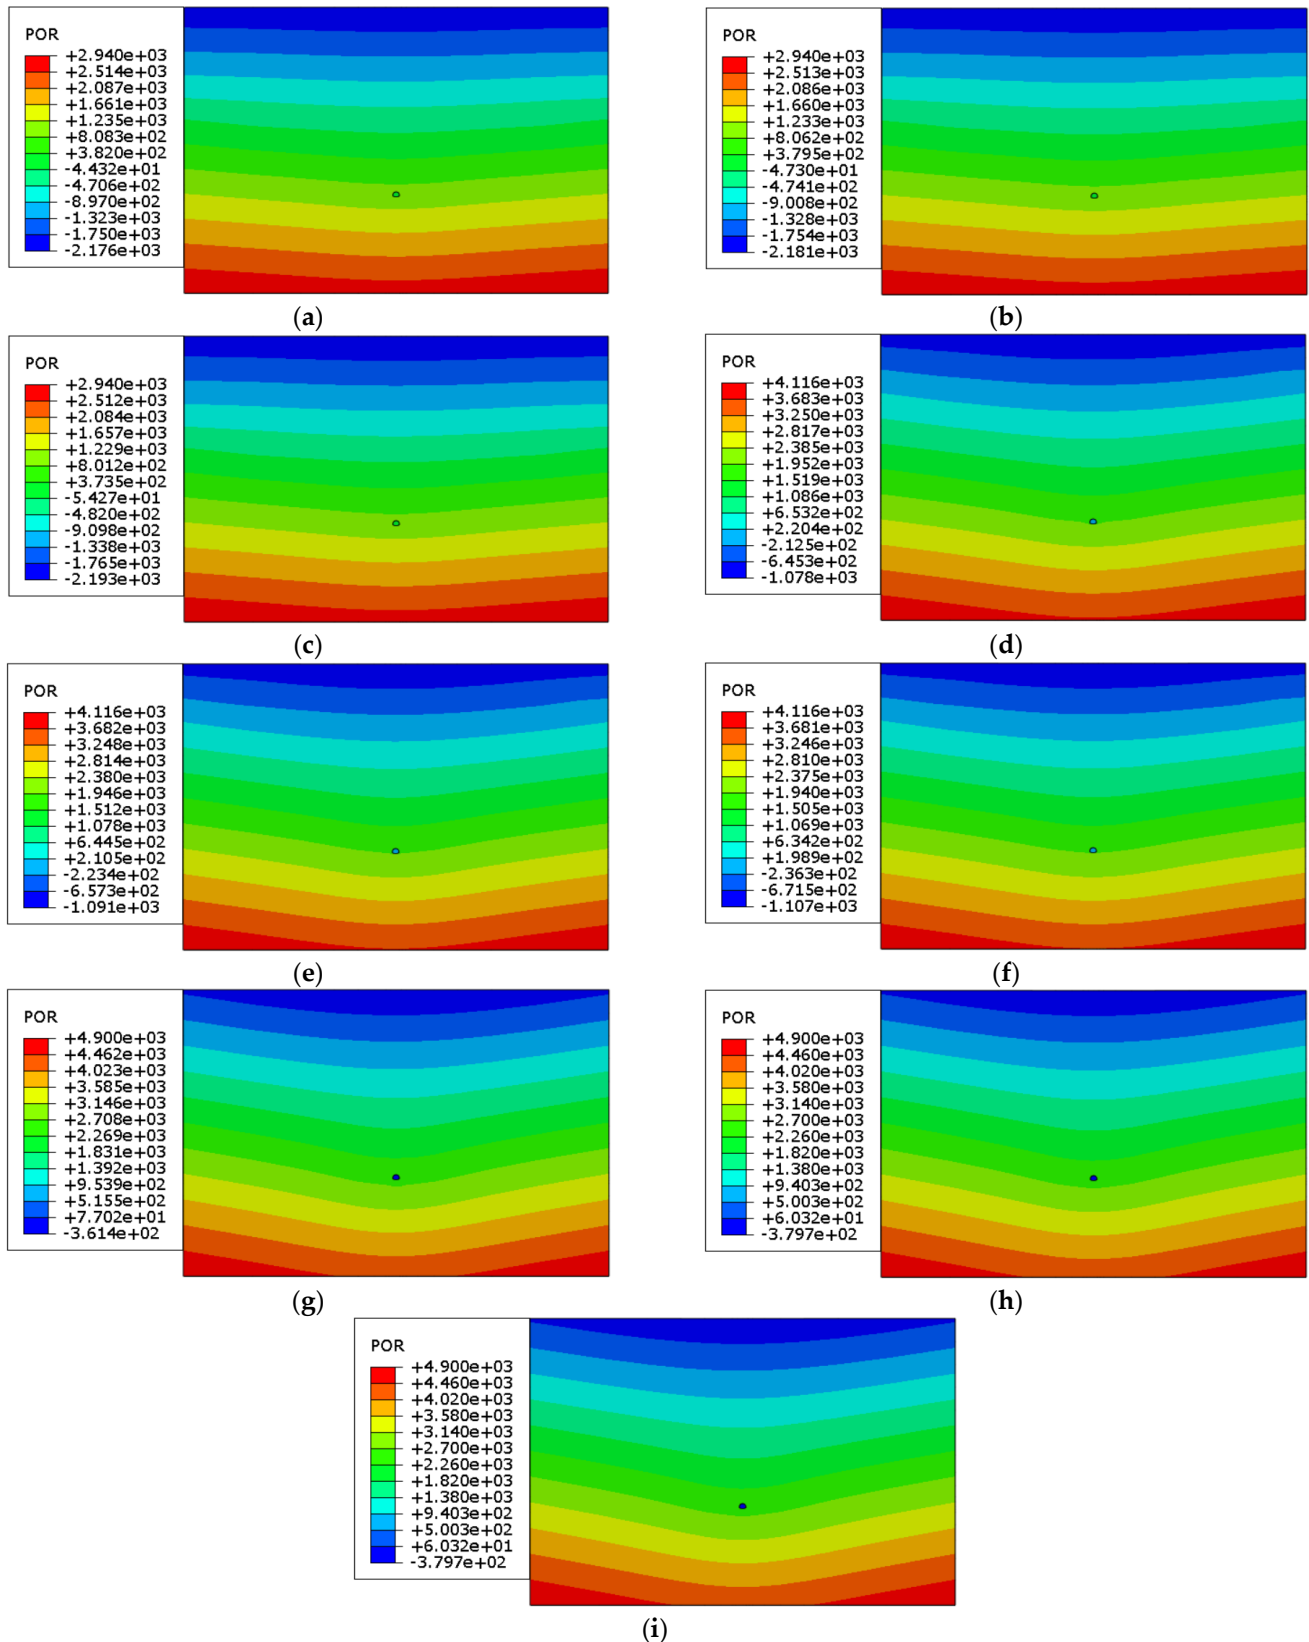 POR
+2.940e+03
+2.514e+03
+2.087e+03
+1.661e+03
+1.235e+03
+8.083e+02
+3.820e+02
-4.432e+01
-4.706e+02
-8.970e+02
-1.323e+03
-1.750e+03
-2.176e+03
(a)
POR
+2.940e+03
+2.513e+03
+2.086e+03
+1.660e+03
+1.233e+03
+8.062e+02
+3.795e+02
-4.730e+01
-4.741e+02
-9.008e+02
-1.328e+03
-1.754e+03
-2.181e+03
(b)
POR
+2.940e+03
+2.512e+03
+2.084e+03
+1.657e+03
+1.229e+03
+8.012e+02
+3.735e+02
-5.427e+01
-4.820e+02
-9.098e+02
-1.338e+03
-1.765e+03
-2.193e+03
(c)
POR
+4.116e+03
+3.683e+03
+3.250e+03
+2.817e+03
+2.385e+03
+1.952e+03
+1.519e+03
+1.086e+03
+6.532e+02
+2.204e+02
-2.125e+02
-6.453e+02
-1.078e+03
(d)
POR
+4.116e+03
+3.682e+03
+3.248e+03
+2.814e+03
+2.380e+03
+1.946e+03
+1.512e+03
+1.078e+03
+6.445e+02
+2.105e+02
-2.234e+02
-6.573e+02
-1.091e+03
(e)
POR
+4.116e+03
+3.681e+03
+3.246e+03
+2.810e+03
+2.375e+03
+1.940e+03
+1.505e+03
+1.069e+03
+6.342e+02
+1.989e+02
-2.363e+02
-6.715e+02
-1.107e+03
(f)
POR
+4.900e+03
+4.462e+03
+4.023e+03
+3.585e+03
+3.146e+03
+2.708e+03
+2.269e+03
+1.831e+03
+1.392e+03
+9.539e+02
+5.155e+02
+7.702e+01
-3.614e+02
(g)
POR
+4.900e+03
+4.460e+03
+4.020e+03
+3.580e+03
+3.140e+03
+2.700e+03
+2.260e+03
+1.820e+03
+1.380e+03
+9.403e+02
+5.003e+02
+6.032e+01
-3.797e+02
(h)
POR
+4.900e+03
+4.460e+03
+4.020e+03
+3.580e+03
+3.140e+03
+2.700e+03
+2.260e+03
+1.820e+03
+1.380e+03
+9.403e+02
+5.003e+02
+6.032e+01
-3.797e+02
(i)